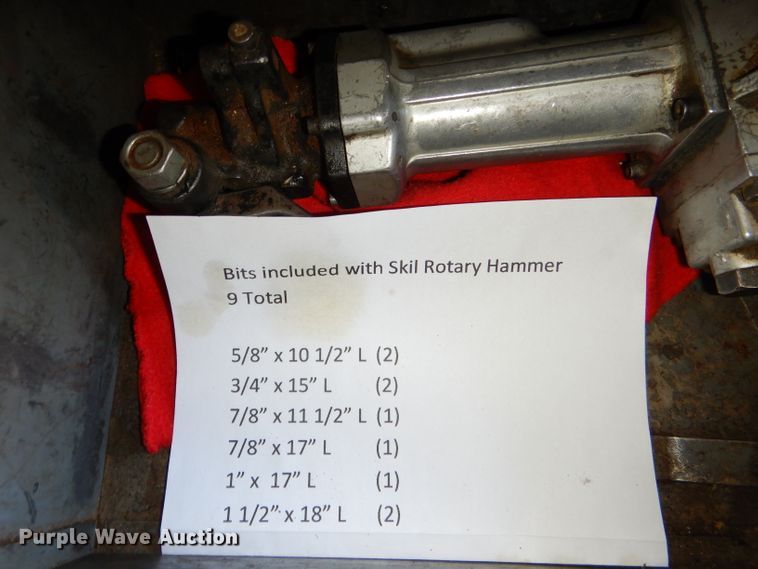 Bits included with Skil Rotary Hammer
9 Total
5/8” x 10 1/2” L (2)
3/4” x 15” L (2)
7/8” x 11 1/2” L (1)
7/8” x 17” L (1)
1” x 17” L (1)
1 1/2” x 18” L (2)
Purple Wave Auction